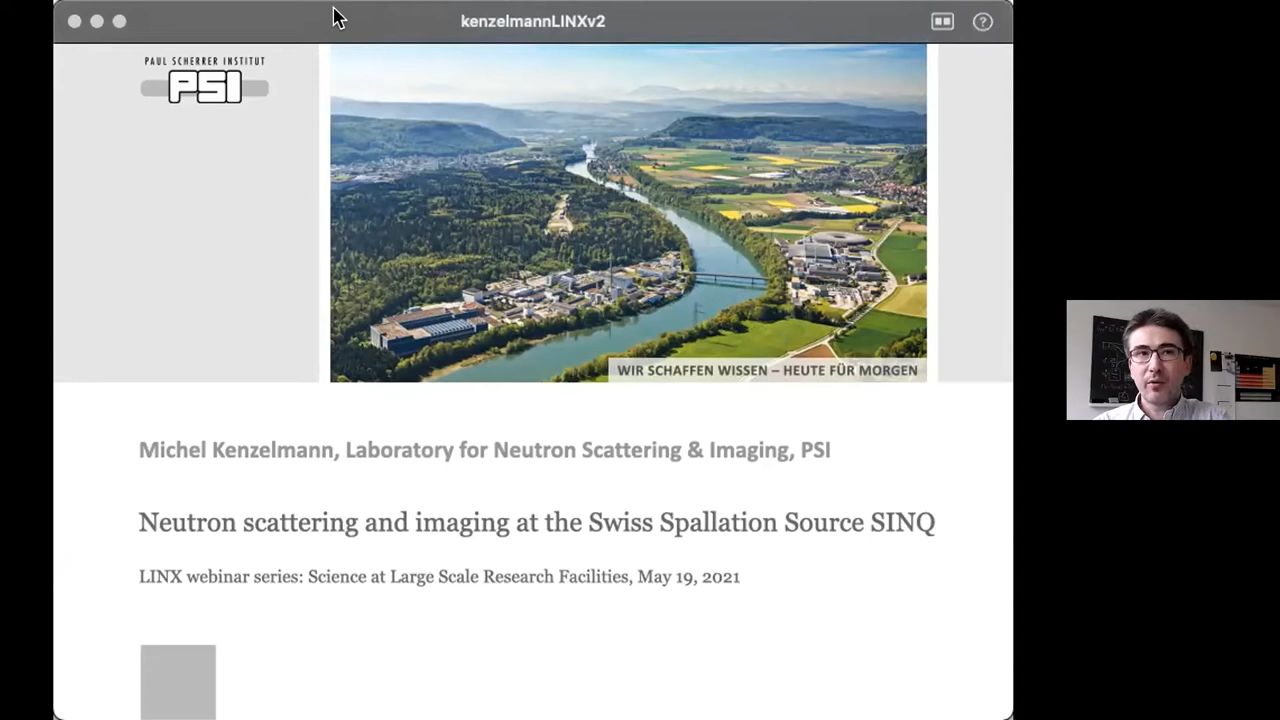 kenzelmannLINXv2
PAUL SCHERRER INSTITUT
PSI
WIR SCHAFFEN WISSEN – HEUTE FÜR MORGEN
Michel Kenzelmann, Laboratory for Neutron Scattering & Imaging, PSI
Neutron scattering and imaging at the Swiss Spallation Source SINQ
LINX webinar series: Science at Large Scale Research Facilities, May 19, 2021